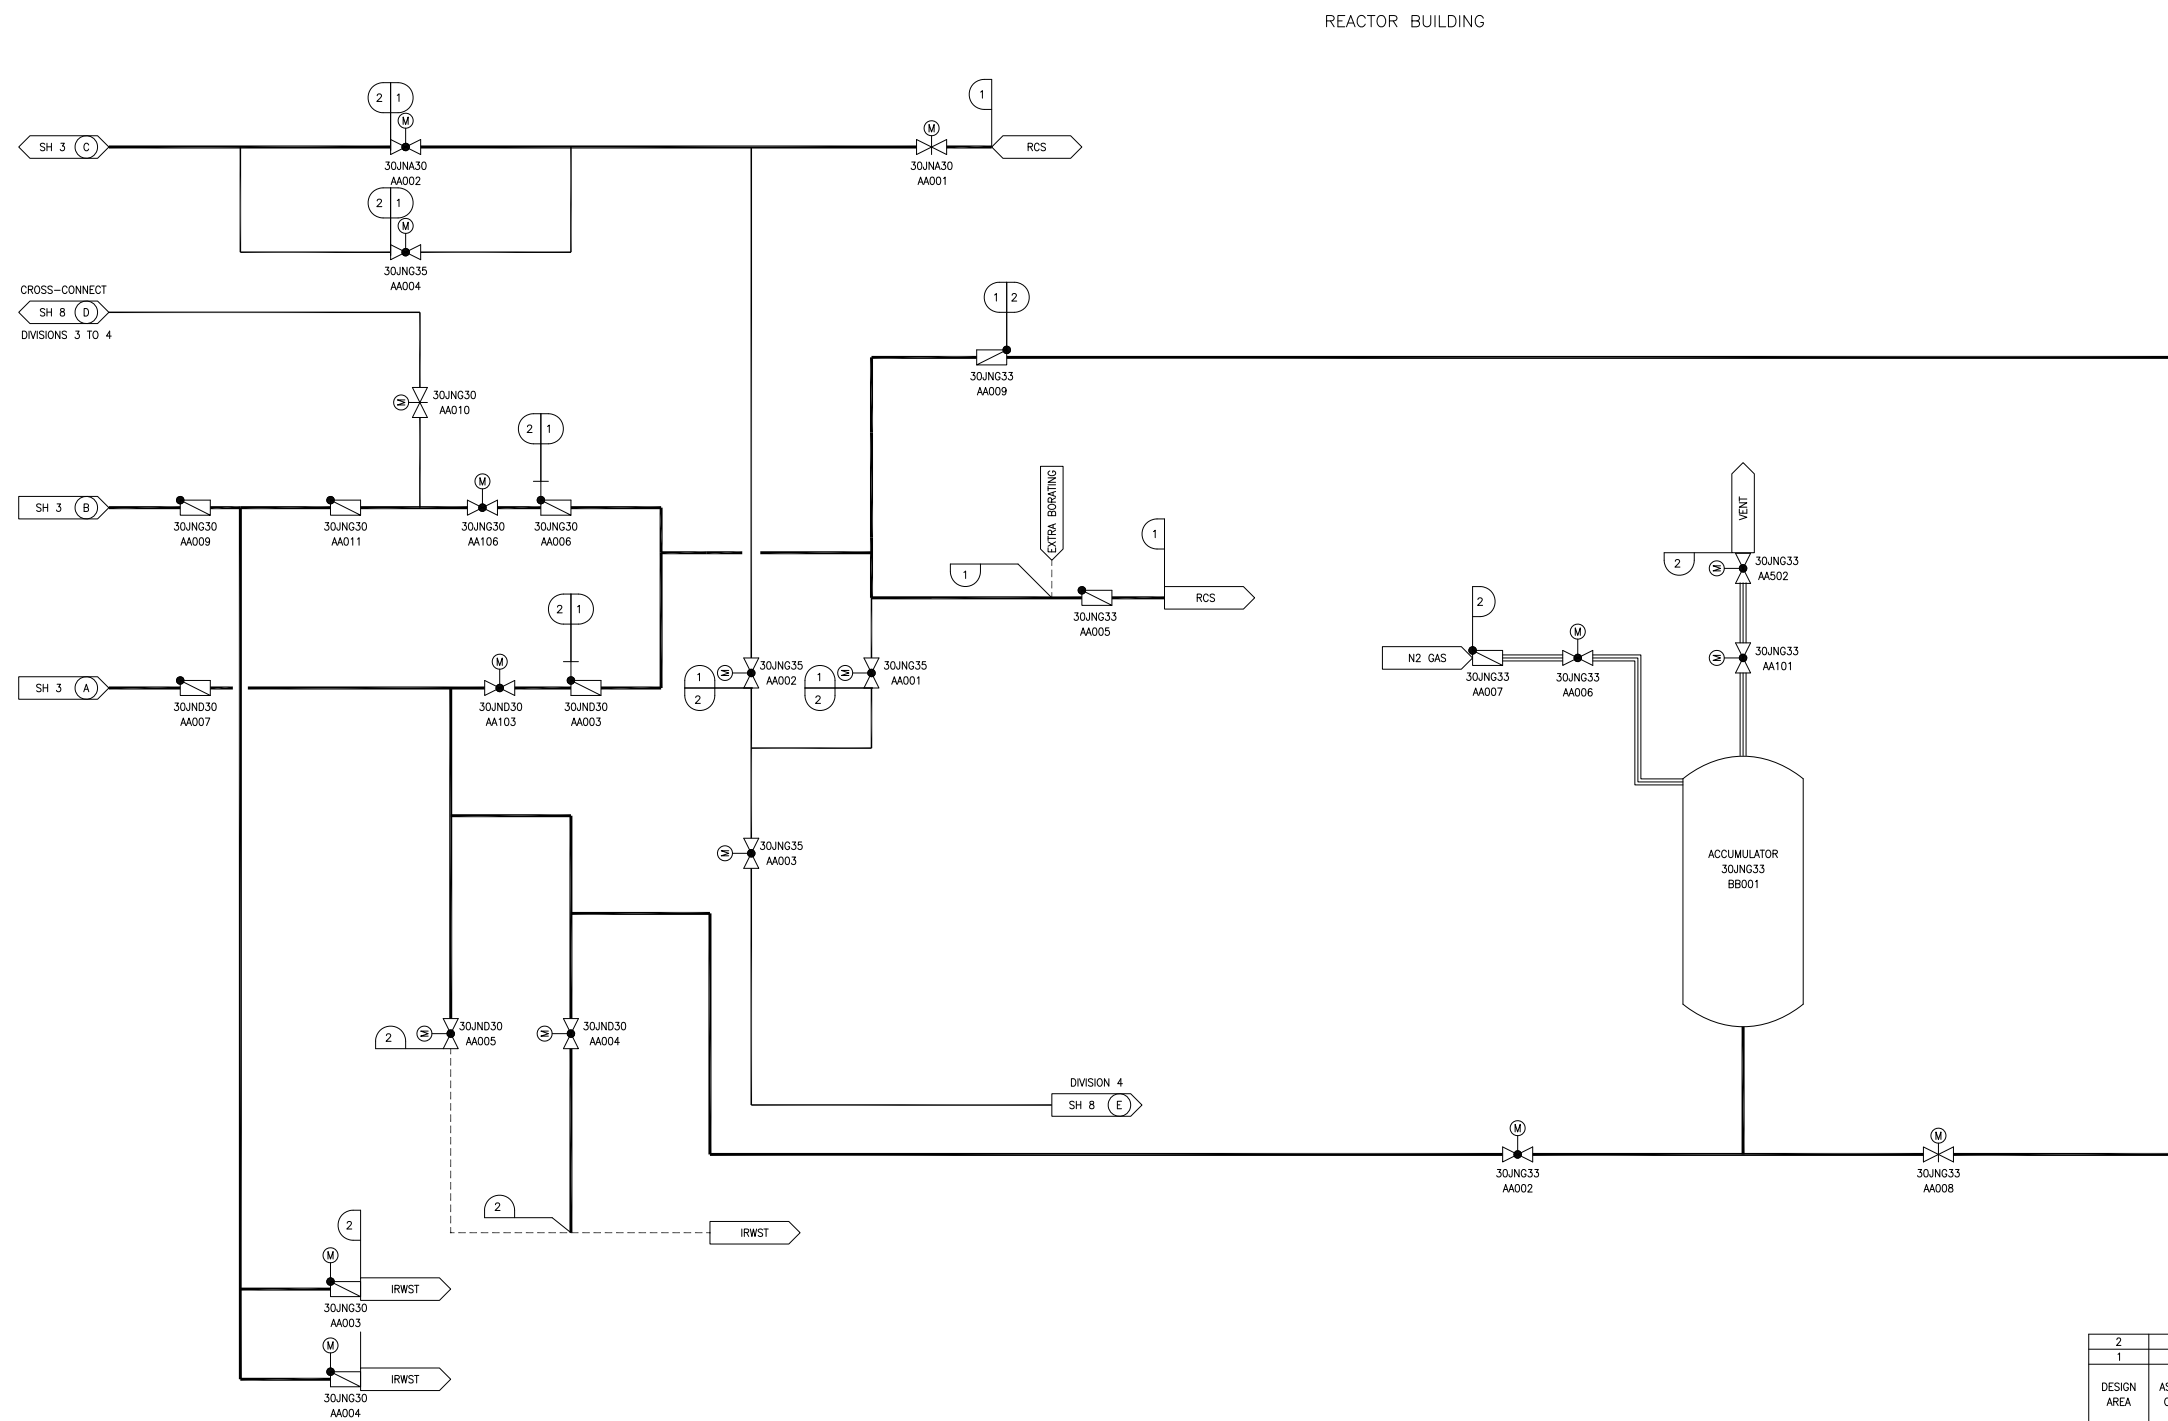 REACTOR BUILDING
2 1
M
1
M
SH 3 C
RCS
30JNA30
AA002
30JNA30
AA001
2 1
M
30JNG35
AA004
CROSS-CONNECT
SH 8 D
DIVISIONS 3 TO 4
1 2
30JNG33
AA009
M
30JNG30
AA010
2 1
EXTRA BORATING
VENT
M
SH 3 B
30JNG30
AA009
30JNG30
AA011
30JNG30
AA106
30JNG30
AA006
1
1
RCS
30JNG33
AA005
2
M
30JNG33
AA502
2 1
2
M
N2 GAS
30JNG33
AA007
30JNG33
AA006
M
30JNG33
AA101
M
SH 3 A
30JND30
AA007
30JND30
AA103
30JND30
AA003
1
2
M
30JNG35
AA002
1
2
M
30JNG35
AA001
M
30JNG35
AA003
ACCUMULATOR
30JNG33
BB001
2
M
30JND30
AA005
M
30JND30
AA004
DIVISION 4
SH 8 E
M
30JNG33
AA002
M
30JNG33
AA008
2
IRWST
2
M
IRWST
30JNG30
AA003
M
IRWST
30JNG30
AA004
2
1
DESIGN
AREA